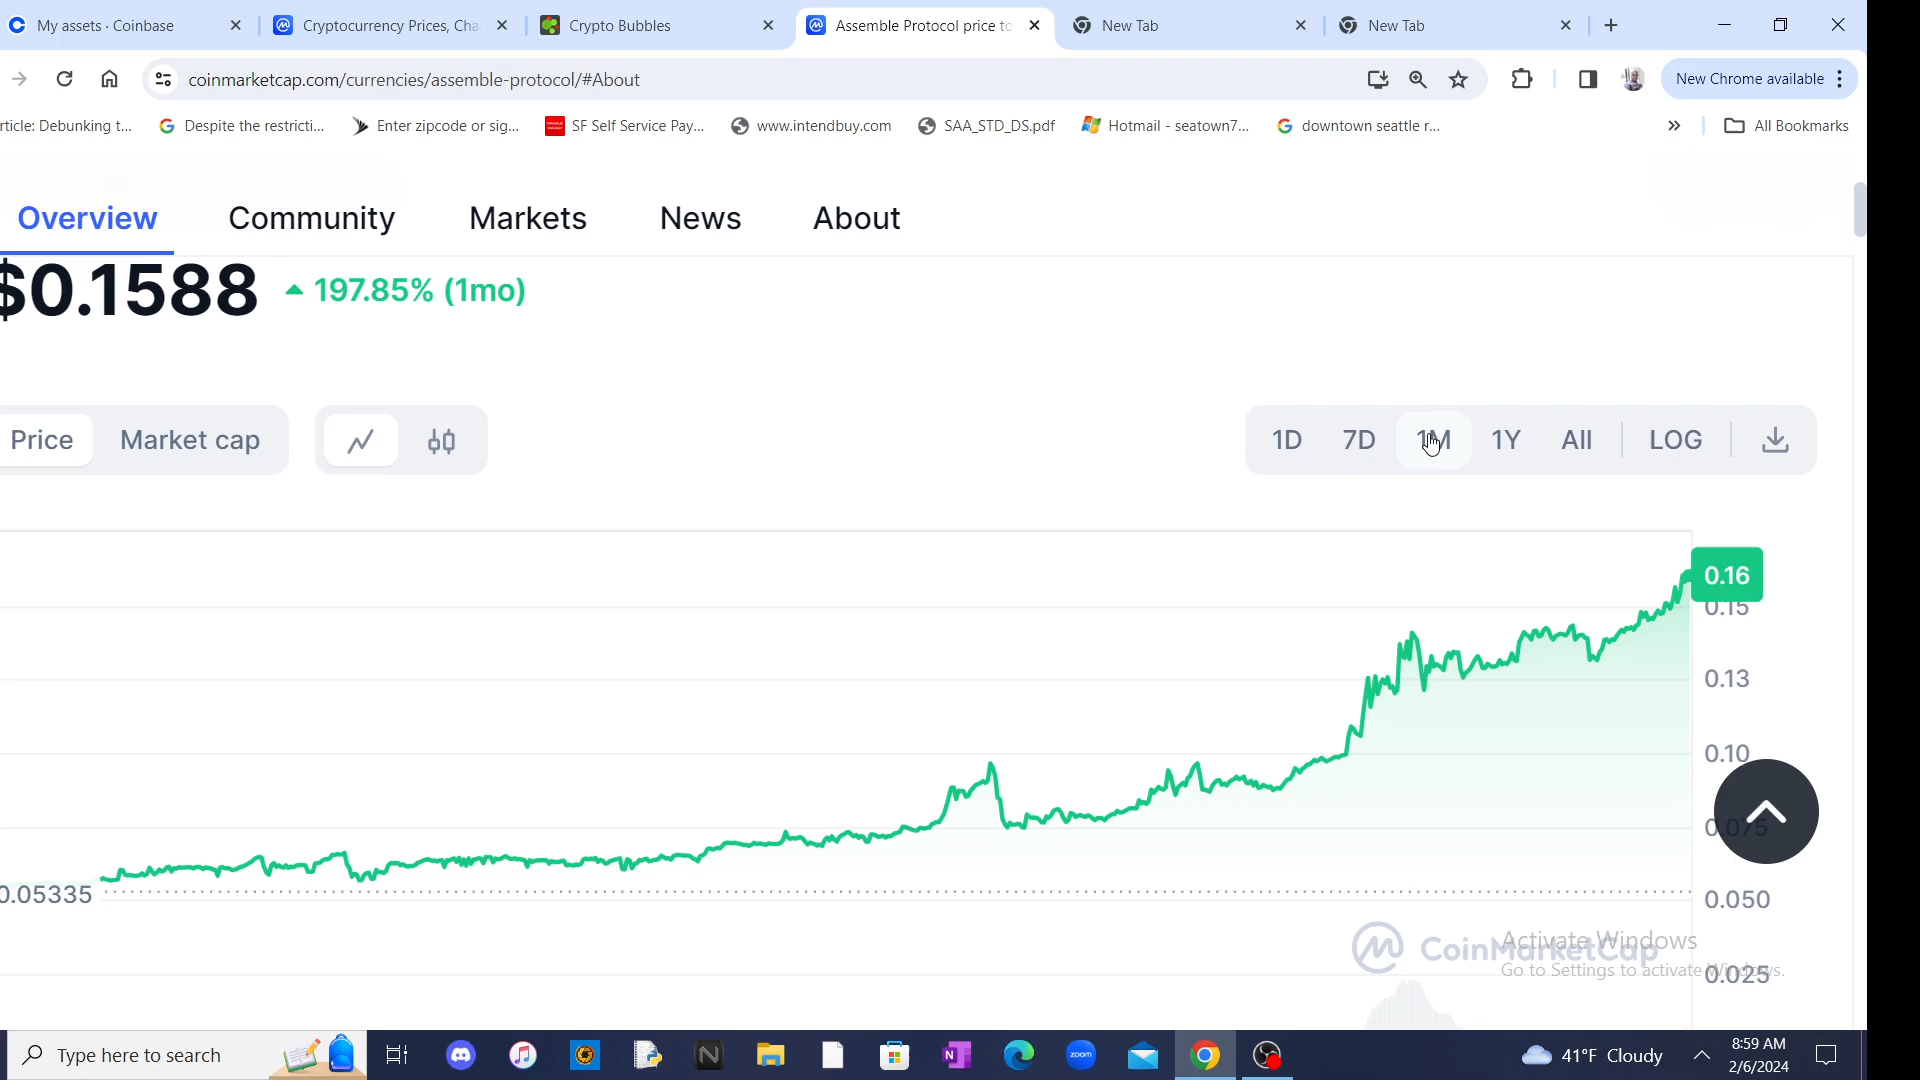 My assets · Coinbase
Cryptocurrency Prices, Cha
Crypto Bubbles
Assemble Protocol price to
New Tab
New Tab
coinmarketcap.com/currencies/assemble-protocol/#About
New Chrome available
rticle: Debunking t...
Despite the restricti...
Enter zipcode or sig...
SF Self Service Pay...
www.intendbuy.com
SAA_STD_DS.pdf
Hotmail - seatown7...
downtown seattle r...
»
All Bookmarks
Overview
Community
Markets
News
About
$0.1588
197.85% (1mo)
Price
Market cap
1D
7D
1M
1Y
All
LOG
0.16
0.15
0.13
0.10
0.075
0.05335
0.050
CoinMarketCap
Activate Windows
Go to Settings to activate Windows.
0.025
Type here to search
zoom
41°F Cloudy
8:59 AM
2/6/2024